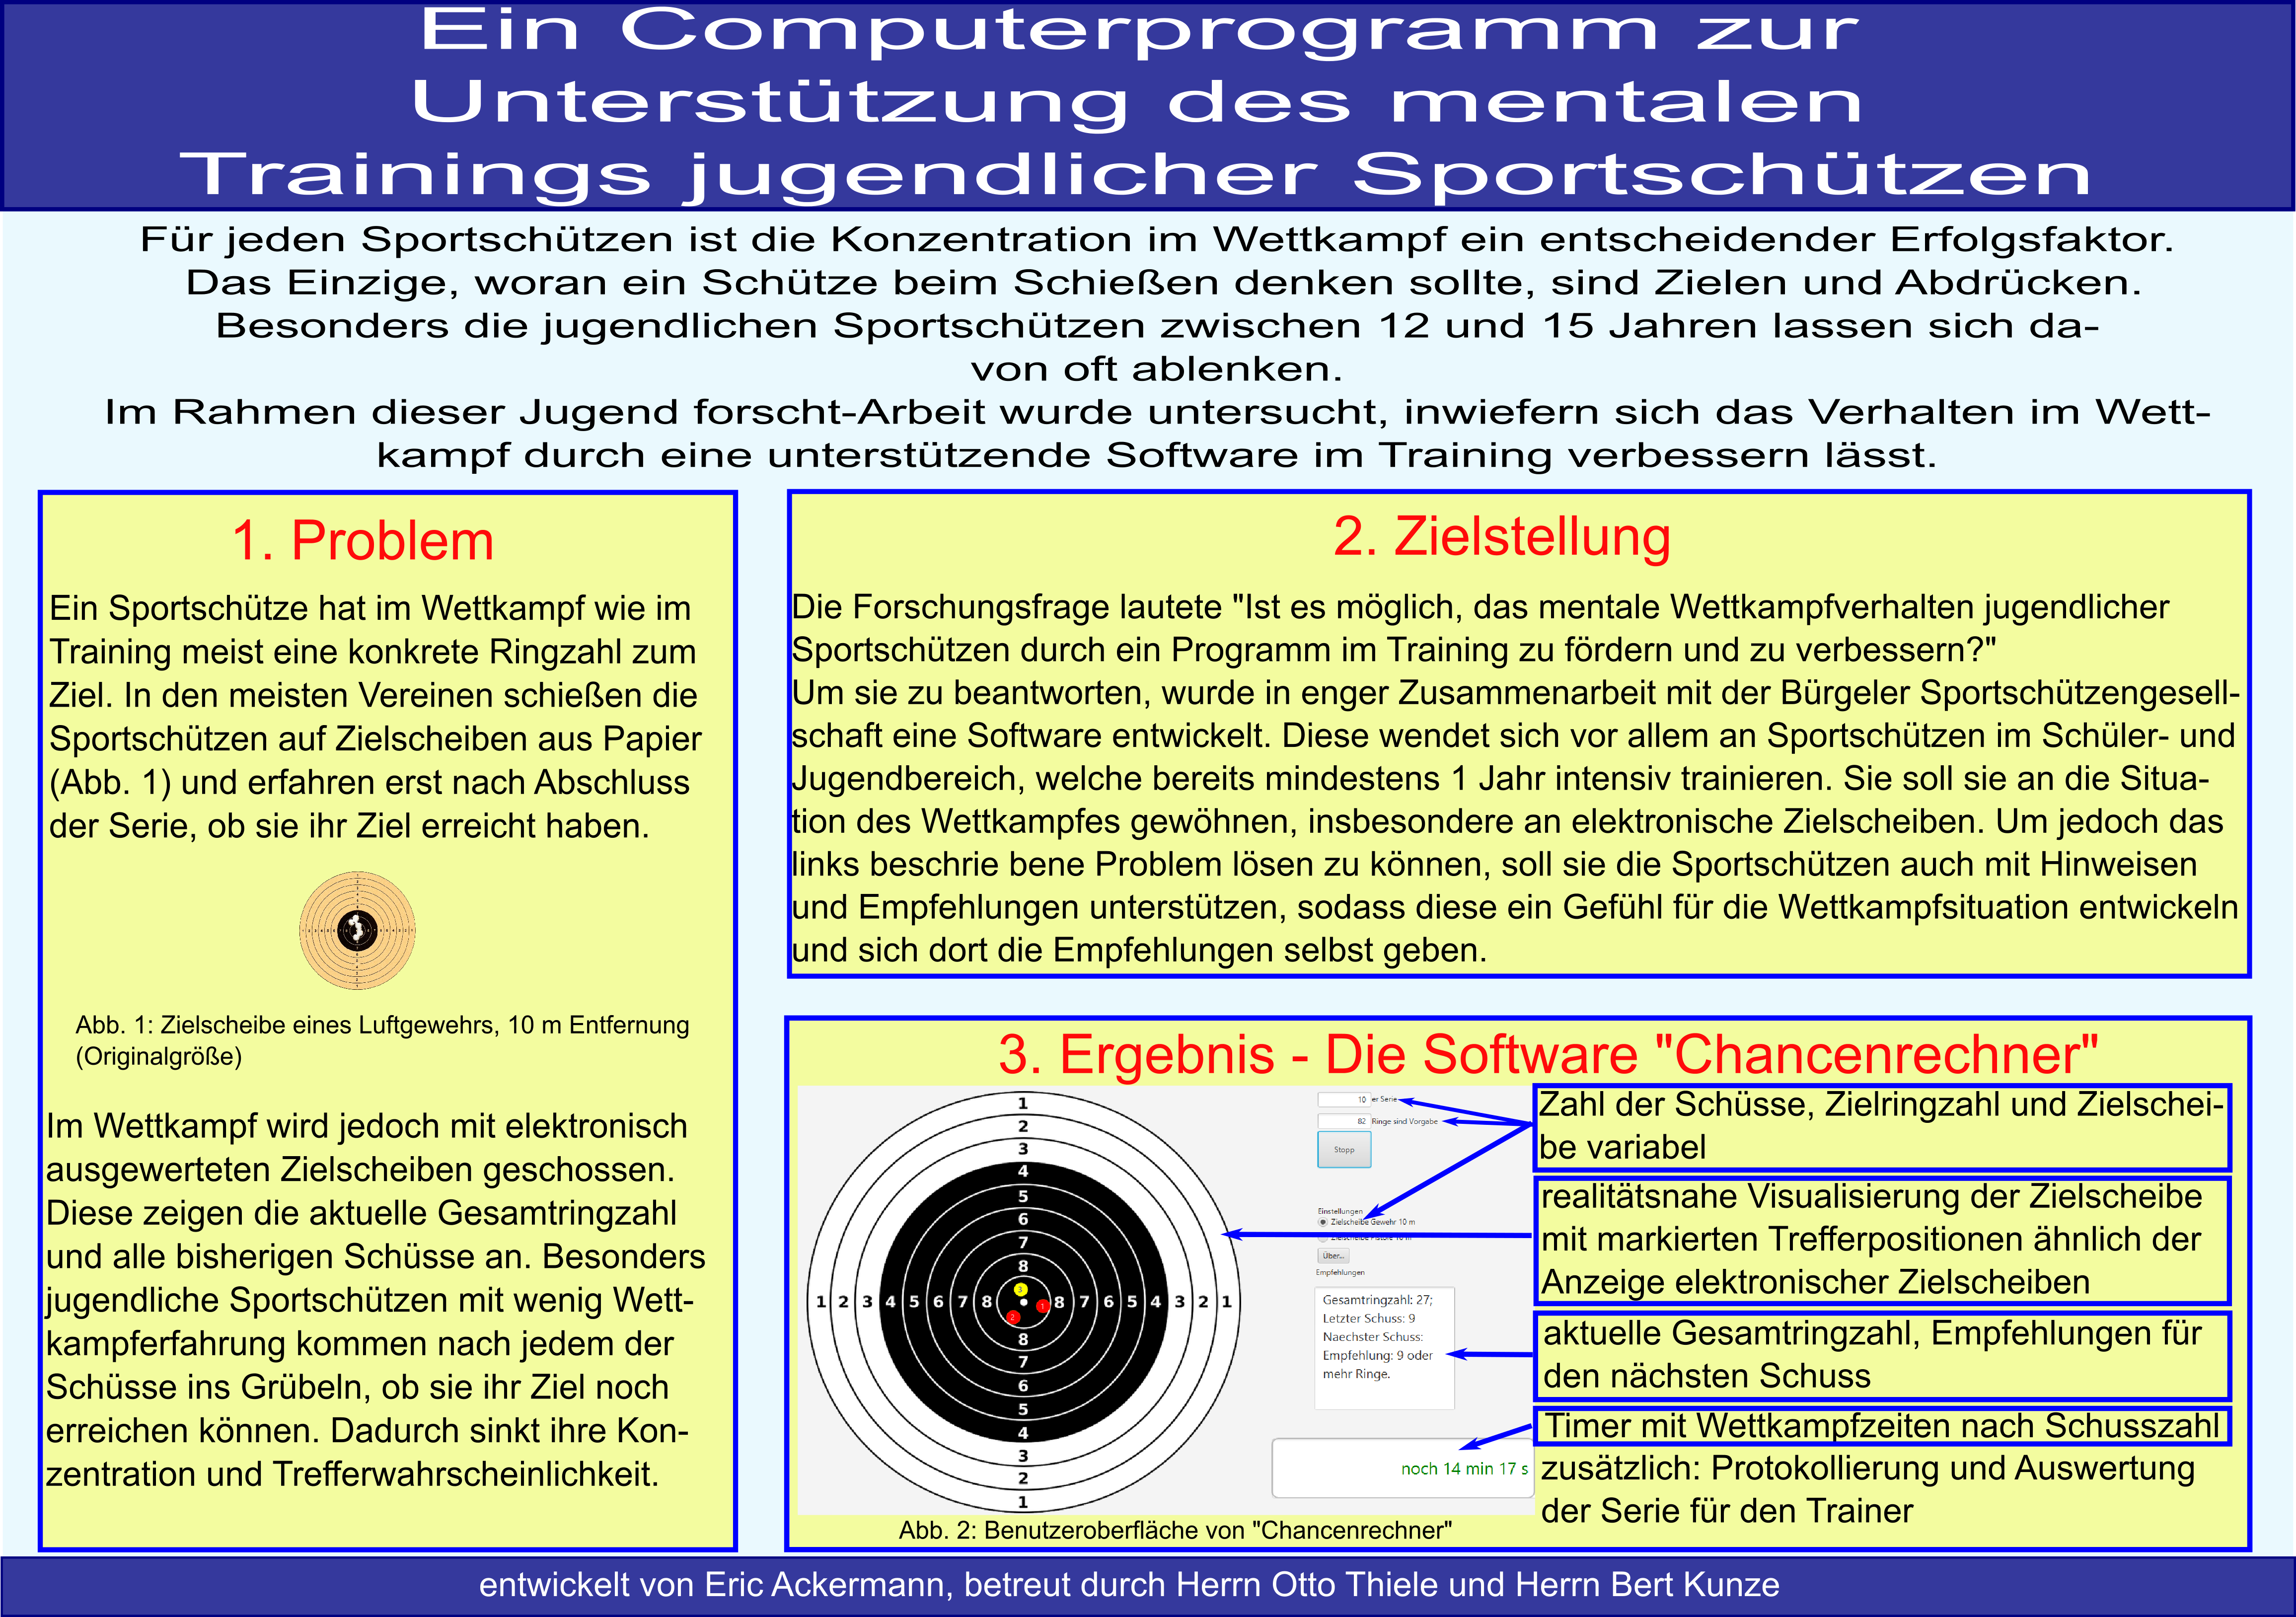 Ein Computerprogramm zur
Unterstützung des mentalen
Trainings jugendlicher Sportschützen
Für jeden Sportschützen ist die Konzentration im Wettkampf ein entscheidender Erfolgsfaktor.
Das Einzige, woran ein Schütze beim Schießen denken sollte, sind Zielen und Abdrücken.
Besonders die jugendlichen Sportschützen zwischen 12 und 15 Jahren lassen sich da-
von oft ablenken.
Im Rahmen dieser Jugend forscht-Arbeit wurde untersucht, inwiefern sich das Verhalten im Wett-
kampf durch eine unterstützende Software im Training verbessern lässt.
1. Problem
Ein Sportschütze hat im Wettkampf wie im
Training meist eine konkrete Ringzahl zum
Ziel. In den meisten Vereinen schießen die
Sportschützen auf Zielscheiben aus Papier
(Abb. 1) und erfahren erst nach Abschluss
der Serie, ob sie ihr Ziel erreicht haben.
Abb. 1: Zielscheibe eines Luftgewehrs, 10 m Entfernung
(Originalgröße)
Im Wettkampf wird jedoch mit elektronisch
ausgewerteten Zielscheiben geschossen.
Diese zeigen die aktuelle Gesamtringzahl
und alle bisherigen Schüsse an. Besonders
jugendliche Sportschützen mit wenig Wett-
kampferfahrung kommen nach jedem der
Schüsse ins Grübeln, ob sie ihr Ziel noch
erreichen können. Dadurch sinkt ihre Kon-
zentration und Trefferwahrscheinlichkeit.
2. Zielstellung
Die Forschungsfrage lautete "Ist es möglich, das mentale Wettkampfverhalten jugendlicher
Sportschützen durch ein Programm im Training zu fördern und zu verbessern?"
Um sie zu beantworten, wurde in enger Zusammenarbeit mit der Bürgeler Sportschützengesell-
schaft eine Software entwickelt. Diese wendet sich vor allem an Sportschützen im Schüler- und
Jugendbereich, welche bereits mindestens 1 Jahr intensiv trainieren. Sie soll sie an die Situa-
tion des Wettkampfes gewöhnen, insbesondere an elektronische Zielscheiben. Um jedoch das
links beschrie bene Problem lösen zu können, soll sie die Sportschützen auch mit Hinweisen
und Empfehlungen unterstützen, sodass diese ein Gefühl für die Wettkampfsituation entwickeln
und sich dort die Empfehlungen selbst geben.
3. Ergebnis - Die Software "Chancenrechner"
1
2
3
4
5
6
7
8
3
1 2 3 4 5 6 7 8 1 8 7 6 5 4 3 2 1
2
8
7
6
5
4
3
2
1
10 er Serie
82 Ringe sind Vorgabe
Stopp
Einstellungen
Zielscheibe Gewehr 10 m
Zielscheibe Pistole 10 m
Über...
Empfehlungen
Gesamtringzahl: 27;
Letzter Schuss: 9
Naechster Schuss:
Empfehlung: 9 oder
mehr Ringe.
noch 14 min 17 s
Zahl der Schüsse, Zielringzahl und Zielschei-
be variabel
realitätsnahe Visualisierung der Zielscheibe
mit markierten Trefferpositionen ähnlich der
Anzeige elektronischer Zielscheiben
aktuelle Gesamtringzahl, Empfehlungen für
den nächsten Schuss
Timer mit Wettkampfzeiten nach Schusszahl
zusätzlich: Protokollierung und Auswertung
der Serie für den Trainer
Abb. 2: Benutzeroberfläche von "Chancenrechner"
entwickelt von Eric Ackermann, betreut durch Herrn Otto Thiele und Herrn Bert Kunze